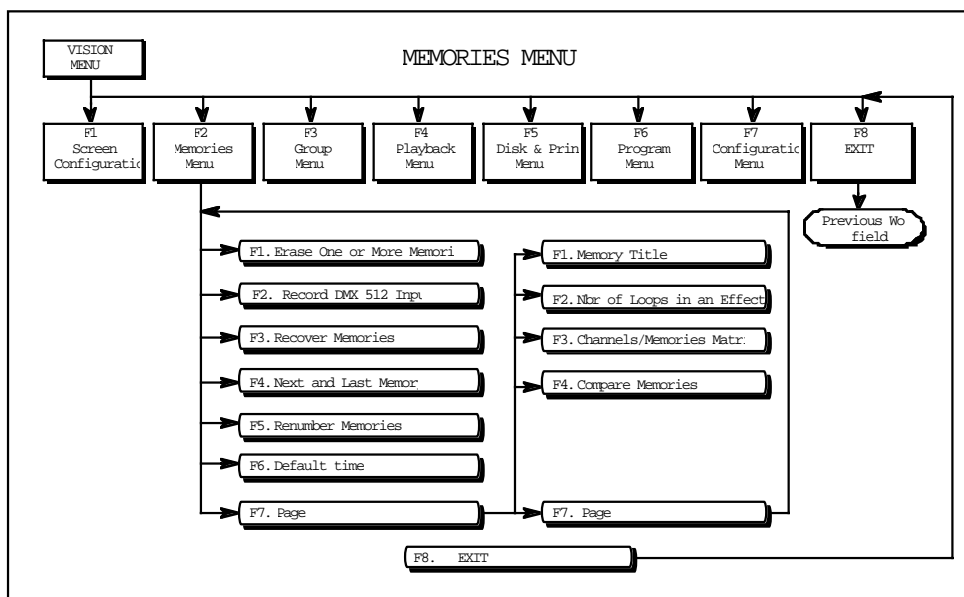 VISION
MENU
MEMORIES MENU
F1
Screen
Configuratio
F2
Memories
Menu
F3
Group
Menu
F4
Playback
Menu
F5
Disk & Prin
Menu
F6
Program
Menu
F7
Configuratio
Menu
F8
EXIT
Previous Wo
field
F1. Erase One or More Memori
F2. Record DMX 512 Inpu
F3. Recover Memories
F4. Next and Last Memor
F5. Renumber Memories
F6. Default time
F7. Page
F1. Memory Title
F2. Nbr of Loops in an Effect
F3. Channels/Memories Matri
F4. Compare Memories
F7. Page
F8. EXIT